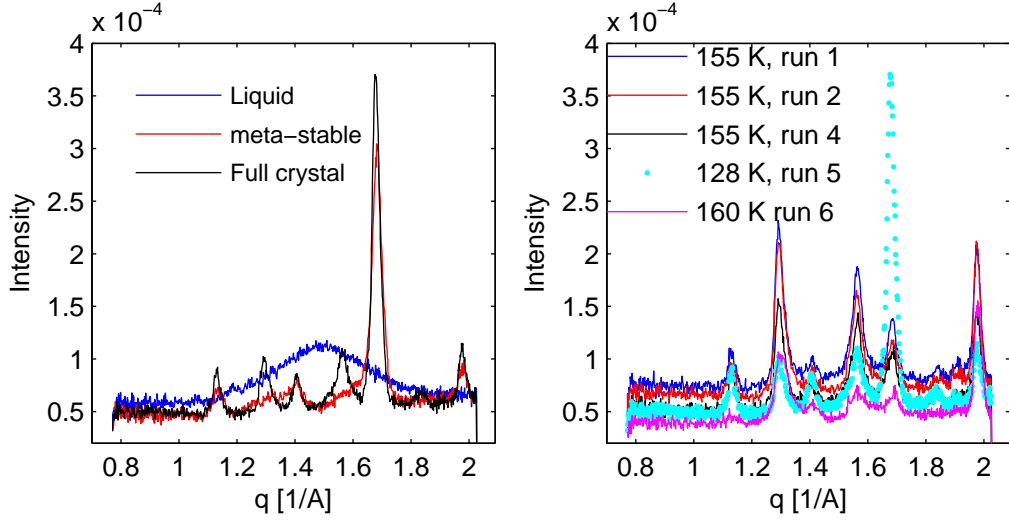 x 10−4
4
3.5
3
2.5
2
1.5
1
0.5
Intensity
Liquid
meta−stable
Full crystal
0.8 1 1.2 1.4 1.6 1.8 2
q [1/A]
x 10−4
4
3.5
3
2.5
2
1.5
1
0.5
Intensity
155 K, run 1
155 K, run 2
155 K, run 4
128 K, run 5
160 K run 6
0.8 1 1.2 1.4 1.6 1.8 2
q [1/A]